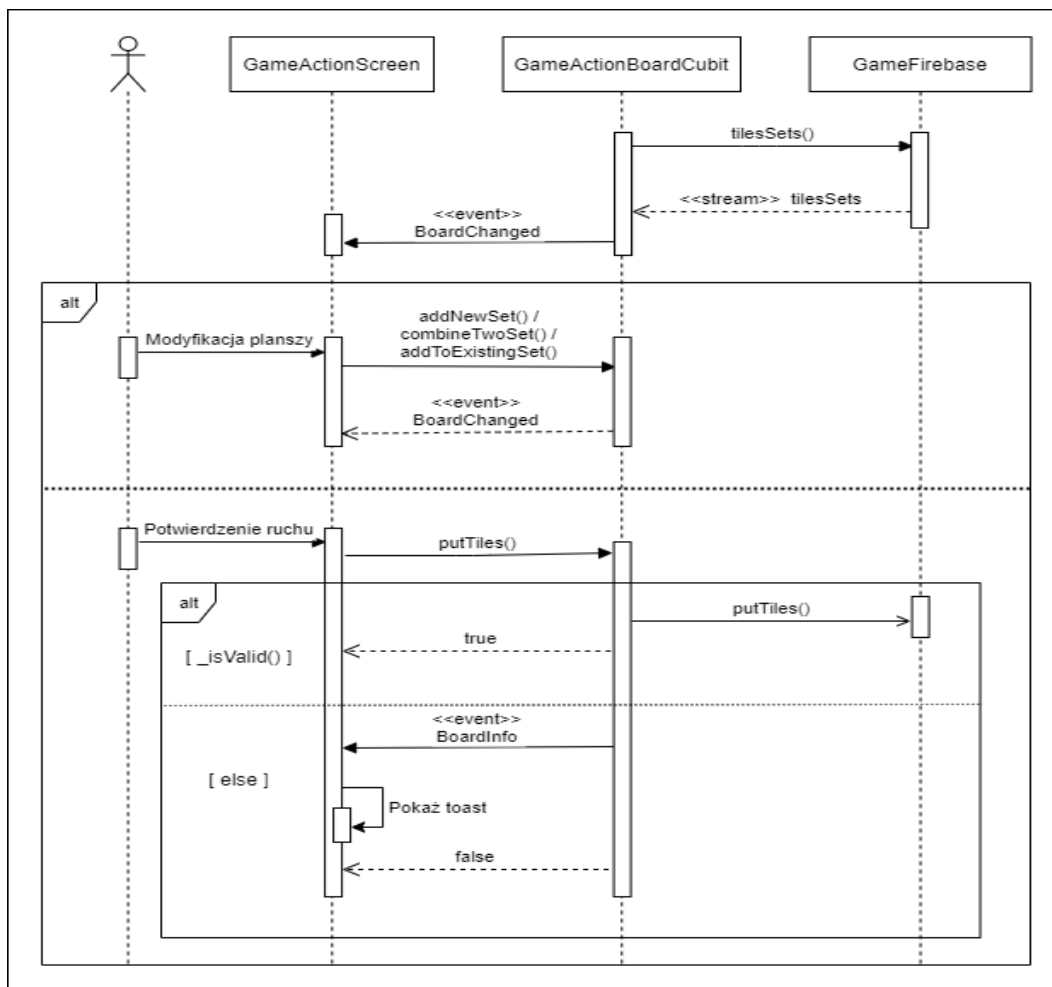 GameActionScreen
GameActionBoardCubit
GameFirebase
tilesSets()
<<stream>> tilesSets
<<event>>
BoardChanged
alt
Modyfikacja planszy
addNewSet() /
combineTwoSet() /
addToExistingSet()
<<event>>
BoardChanged
Potwierdzenie ruchu
putTiles()
alt
putTiles()
true
[ _isValid() ]
<<event>>
BoardInfo
[ else ]
Pokaż toast
false